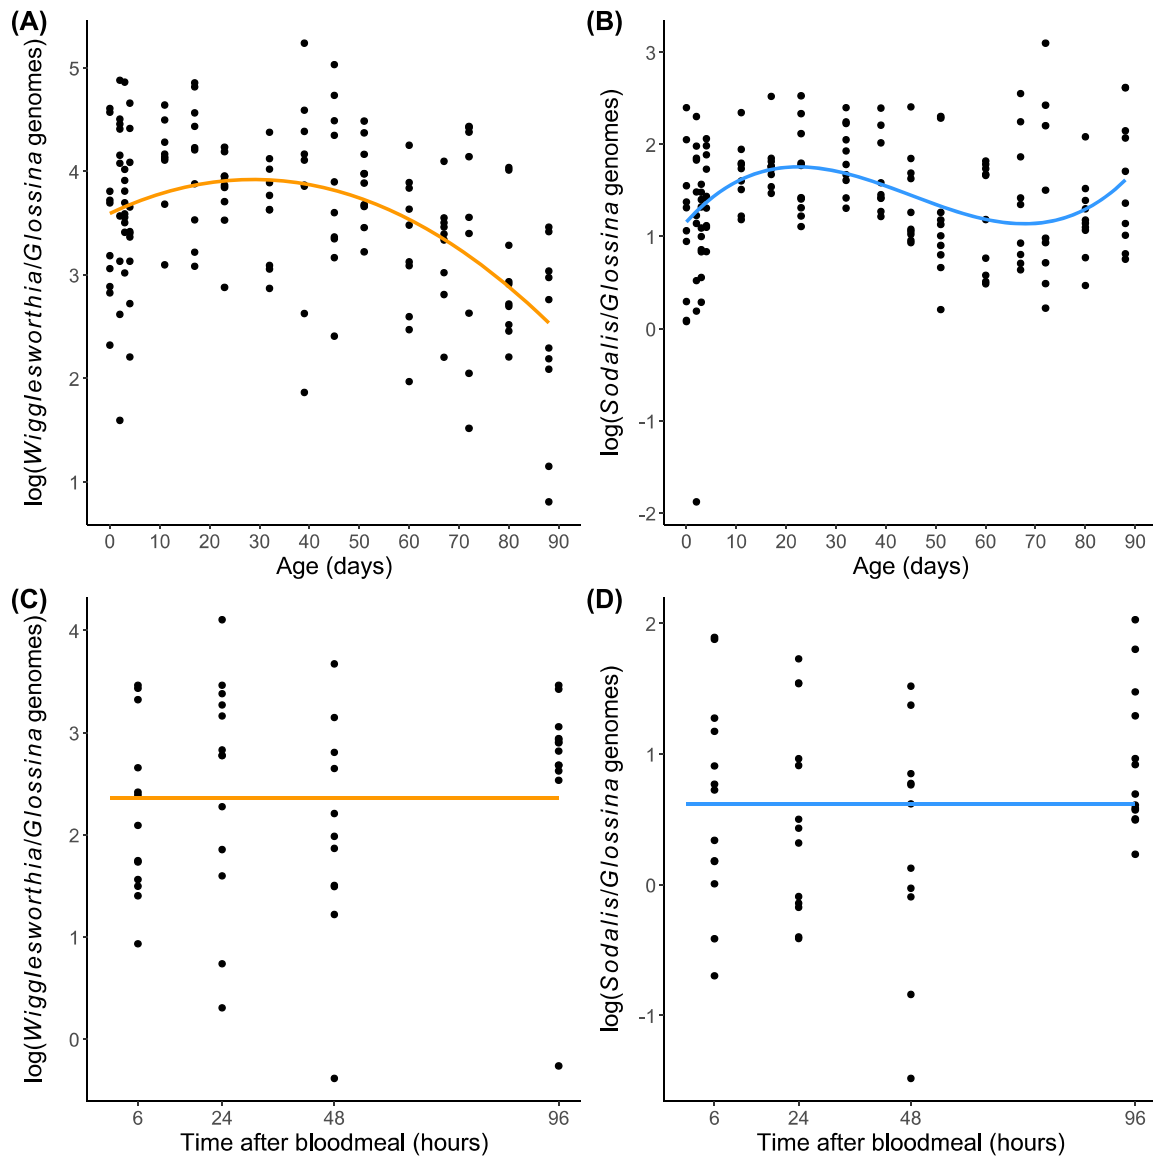 (A)
log(Wigglesworthia/Glossina genomes)
5
4
3
2
1
0 10 20 30 40 50 60 70 80 90
Age (days)
(B)
log(Sodalis/Glossina genomes)
3
2
1
0
-1
-2
0 10 20 30 40 50 60 70 80 90
Age (days)
(C)
log(Wigglesworthia/Glossina genomes)
4
3
2
1
0
6 24 48 96
Time after bloodmeal (hours)
(D)
log(Sodalis/Glossina genomes)
2
1
0
-1
6 24 48 96
Time after bloodmeal (hours)